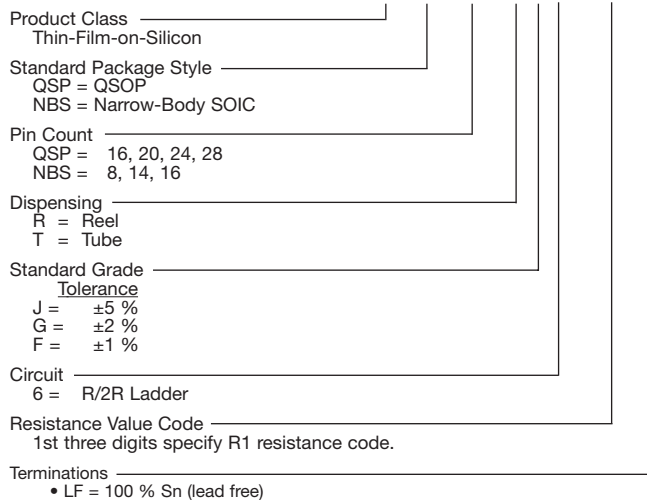 Product Class
Thin-Film-on-Silicon
Standard Package Style
QSP = QSOP
NBS = Narrow-Body SOIC
Pin Count
QSP = 16, 20, 24, 28
NBS = 8, 14, 16
Dispensing
R = Reel
T = Tube
Standard Grade
Tolerance
J = ±5 %
G = ±2 %
F = ±1 %
Circuit
6 = R/2R Ladder
Resistance Value Code
1st three digits specify R1 resistance code.
Terminations
• LF = 100 % Sn (lead free)